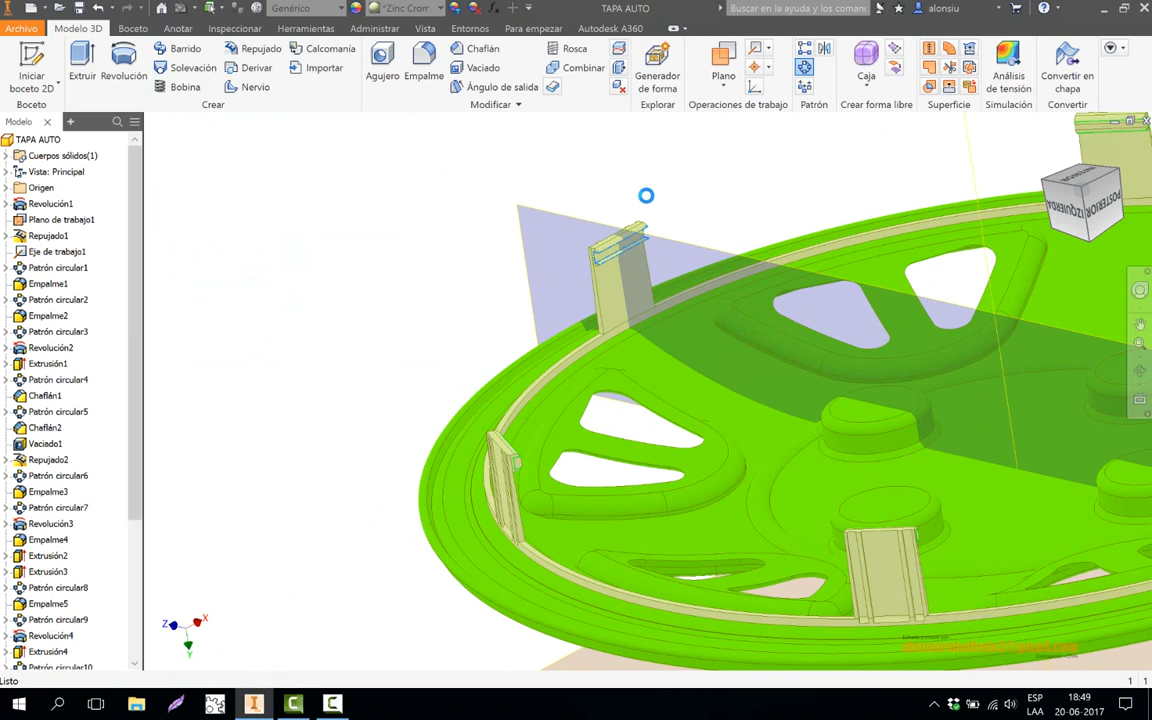 Genérico
*Zinc Crom
TAPA AUTO
Buscar en la ayuda y los comanc
alonsiu
Archivo
Modelo 3D
Boceto
Anotar
Inspeccionar
Herramientas
Administrar
Vista
Entornos
Para empezar
Autodesk A360
Iniciar
boceto 2D
Extruir
Revolución
Barrido
Repujado
Calcomanía
Solevación
Derivar
Importar
Bobina
Nervio
Agujero
Empalme
Chaflán
Rosca
Vaciado
Combinar
Ángulo de salida
Generador
de forma
Plano
Caja
Análisis
de tensión
Convertir en
chapa
Boceto
Crear
Modificar
Explorar
Operaciones de trabajo
Patrón
Crear forma libre
Superficie
Simulación
Convertir
Modelo
TAPA AUTO
Cuerpos sólidos(1)
Vista: Principal
Origen
Revolución1
Plano de trabajo1
Repujado1
Eje de trabajo1
Patrón circular1
Empalme1
Patrón circular2
Empalme2
Patrón circular3
Revolución2
Extrusión1
Patrón circular4
Chaflán1
Patrón circular5
Chaflán2
Vaciado1
Repujado2
Patrón circular6
Empalme3
Patrón circular7
Revolución3
Empalme4
Extrusión2
Extrusión3
Patrón circular8
Empalme5
Patrón circular9
Revolución4
Extrusión4
Patrón circular10
IZQUIERDA
POSTERIOR
Z
X
Y
Listo
1 1
ESP
LAA
18:49
20-06-2017